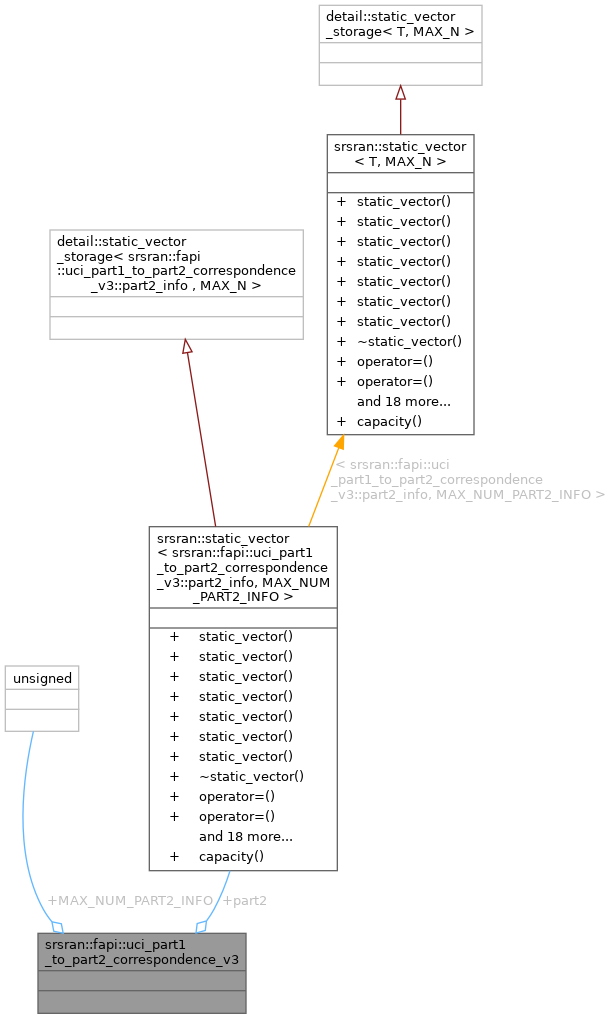 detail::static_vector
_storage< T, MAX_N >
srsran::static_vector
< T, MAX_N >
+ static_vector()
+ static_vector()
+ static_vector()
+ static_vector()
+ static_vector()
+ static_vector()
+ static_vector()
+ ~static_vector()
+ operator=()
+ operator=()
and 18 more...
+ capacity()
detail::static_vector
_storage< srsran::fapi
::uci_part1_to_part2_correspondence
_v3::part2_info , MAX_N >
< srsran::fapi::uci
_part1_to_part2_correspondence
_v3::part2_info, MAX_NUM_PART2_INFO >
srsran::static_vector
< srsran::fapi::uci_part1
_to_part2_correspondence
_v3::part2_info, MAX_NUM
_PART2_INFO >
+ static_vector()
+ static_vector()
+ static_vector()
+ static_vector()
+ static_vector()
+ static_vector()
+ static_vector()
+ ~static_vector()
+ operator=()
+ operator=()
and 18 more...
+ capacity()
unsigned
+MAX_NUM_PART2_INFO
+part2
srsran::fapi::uci_part1
_to_part2_correspondence_v3